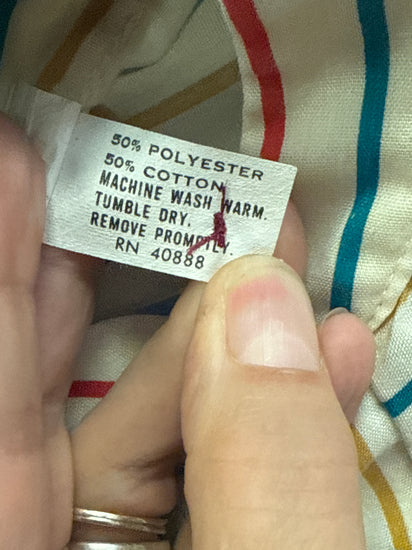 50% POLYESTER
50% COTTON
MACHINE WASH WARM.
TUMBLE DRY,
REMOVE PROMPTLY.
RN 40888